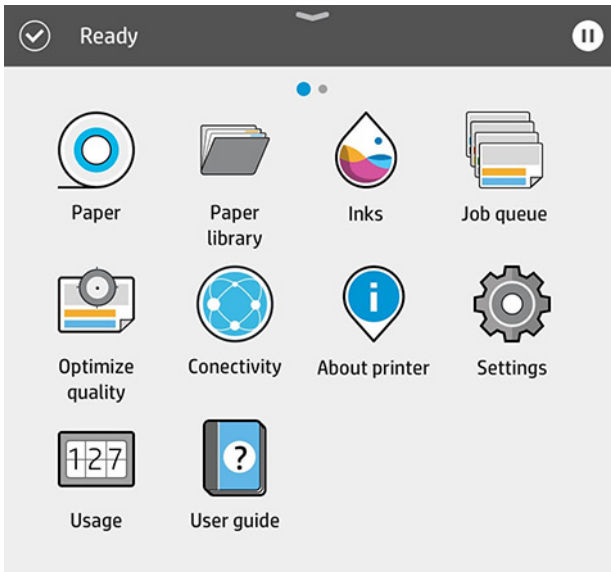 Ready
Paper
Paper
library
Inks
Job queue
Optimize
quality
Conectivity
i
About printer
Settings
127
Usage
?
User guide